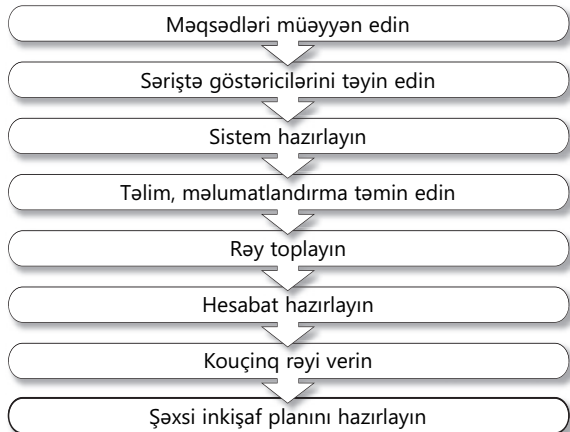 Məqsədləri müəyyən edin
Səriştə göstəricilərini təyin edin
Sistem hazırlayın
Təlim, məlumatlandırma təmin edin
Rəy toplayın
Hesabat hazırlayın
Kouçinq rəyi verin
Şəxsi inkişaf planını hazırlayın